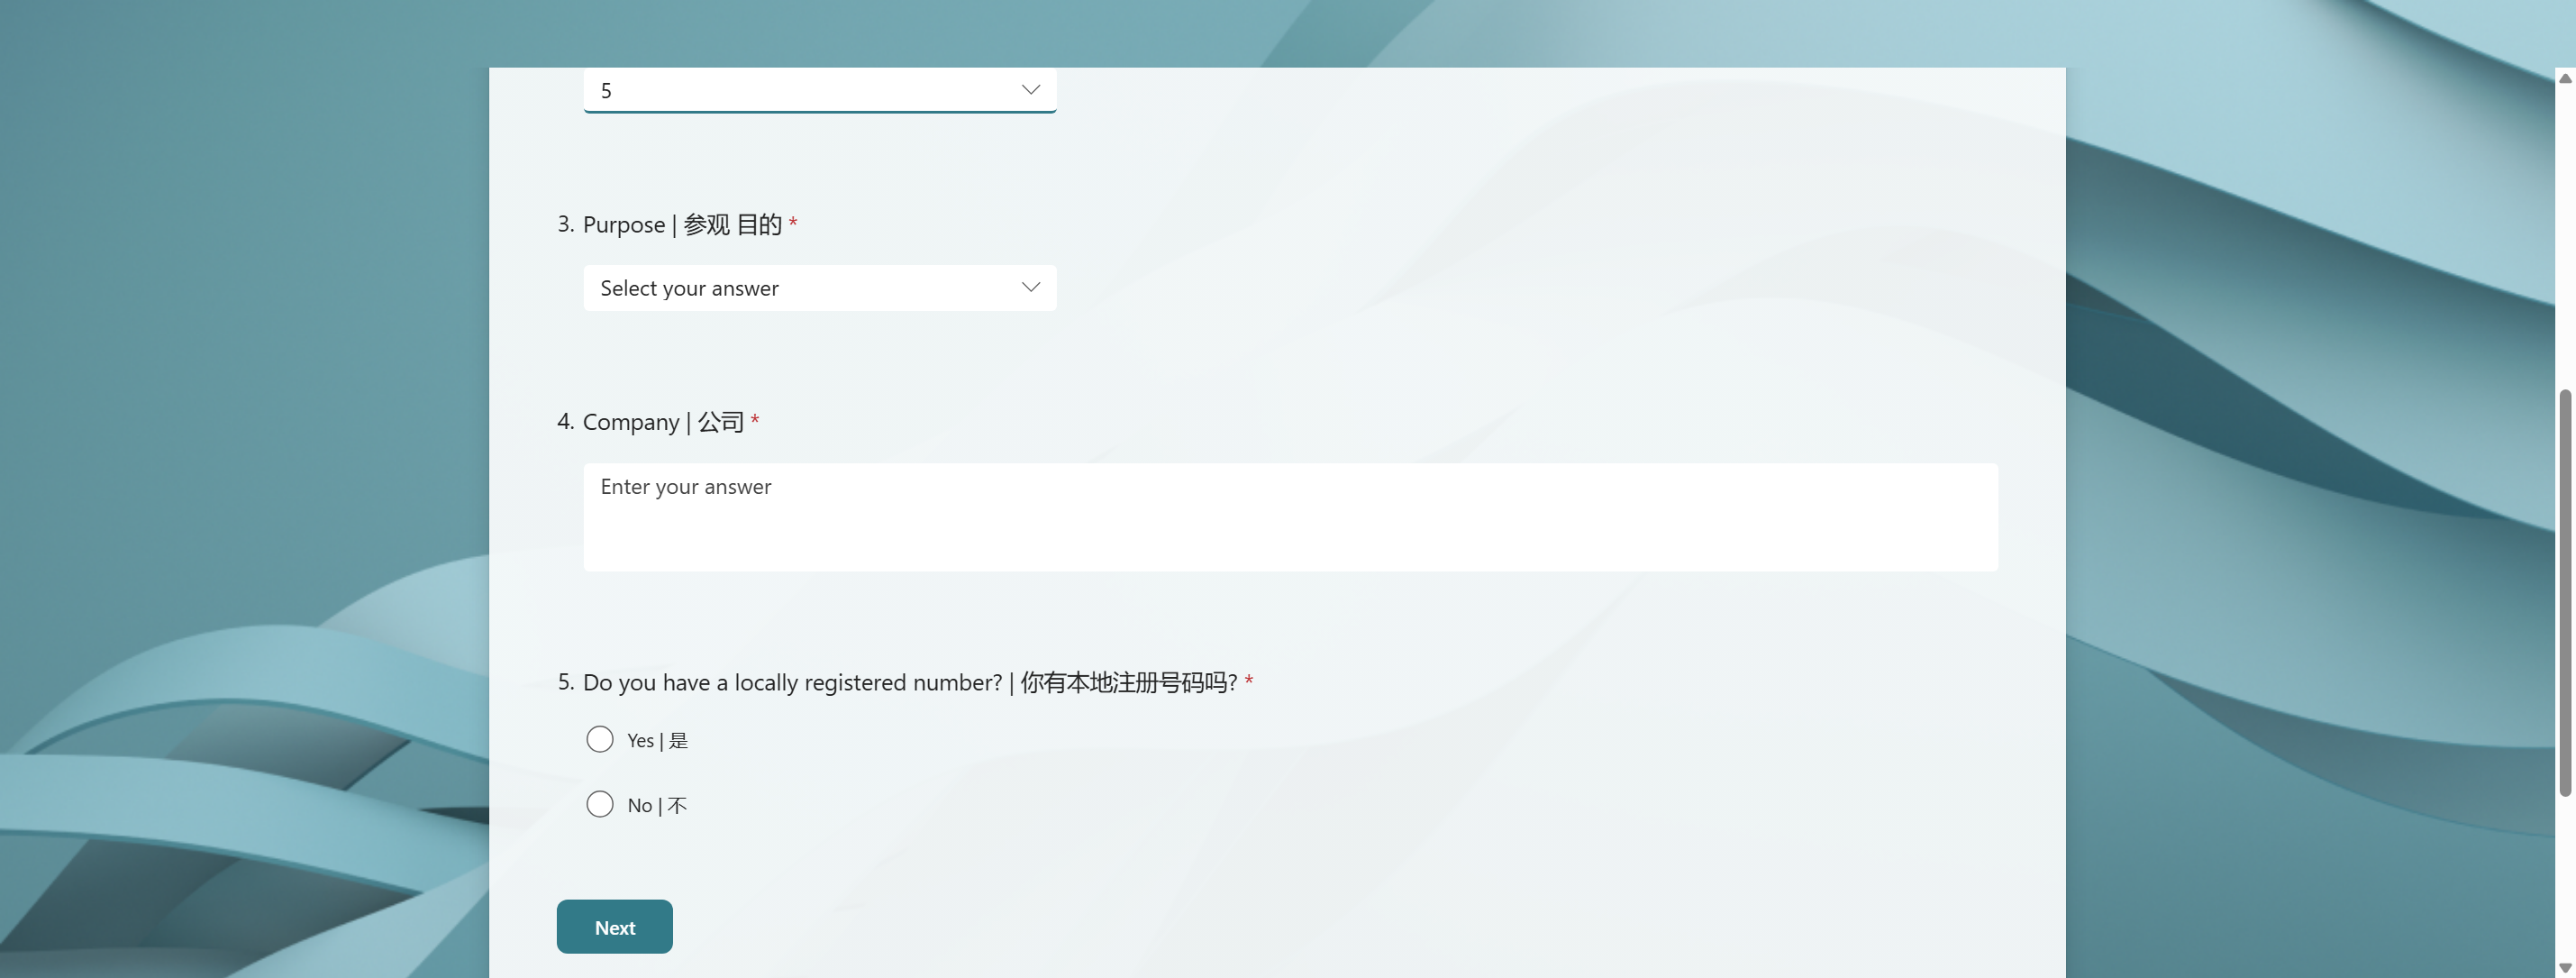 5
3. Purpose | 参观 目的 *
Select your answer
4. Company | 公司 *
Enter your answer
5. Do you have a locally registered number? | 你有本地注册号码吗? *
Yes | 是
No | 不
Next